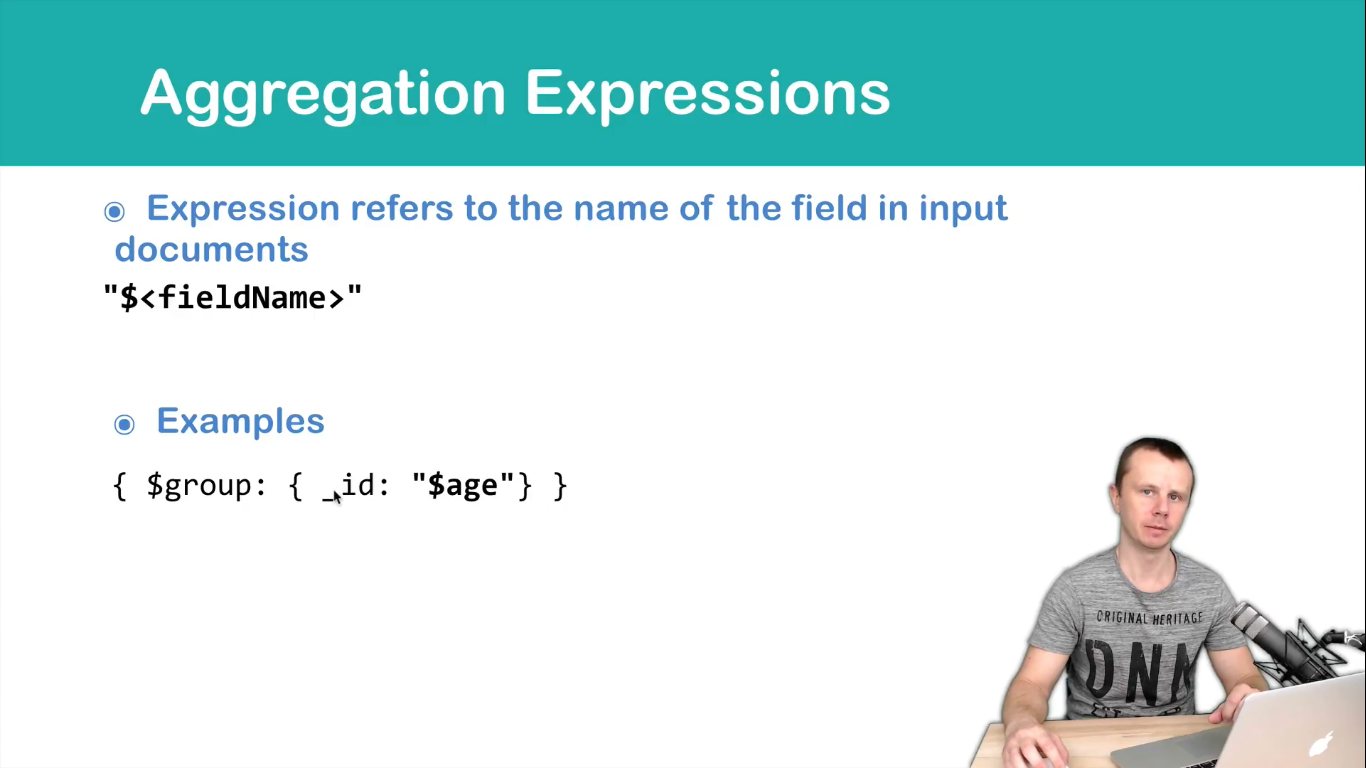 Aggregation Expressions
Expression refers to the name of the field in input
documents
"$<fieldName>"
Examples
{ $group: { _id: "$age"} }
ORIGINAL HERITAGE
DNM